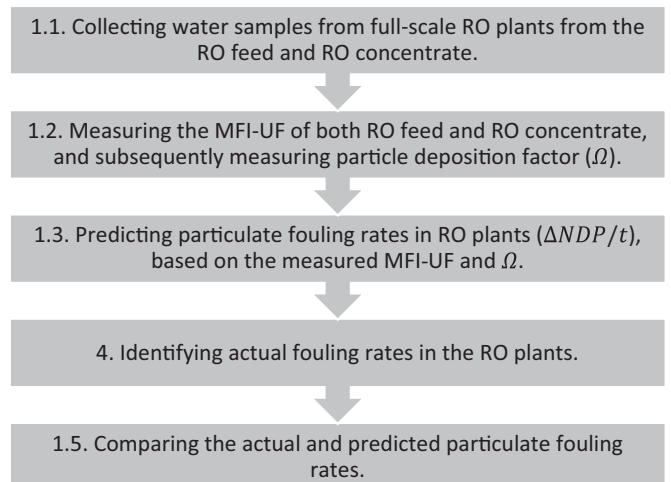 1.1. Collecting water samples from full-scale RO plants from the
RO feed and RO concentrate.
1.2. Measuring the MFI-UF of both RO feed and RO concentrate,
and subsequently measuring particle deposition factor (Ω).
1.3. Predicting particulate fouling rates in RO plants (ΔNDP/t),
based on the measured MFI-UF and Ω.
4. Identifying actual fouling rates in the RO plants.
1.5. Comparing the actual and predicted particulate fouling
rates.